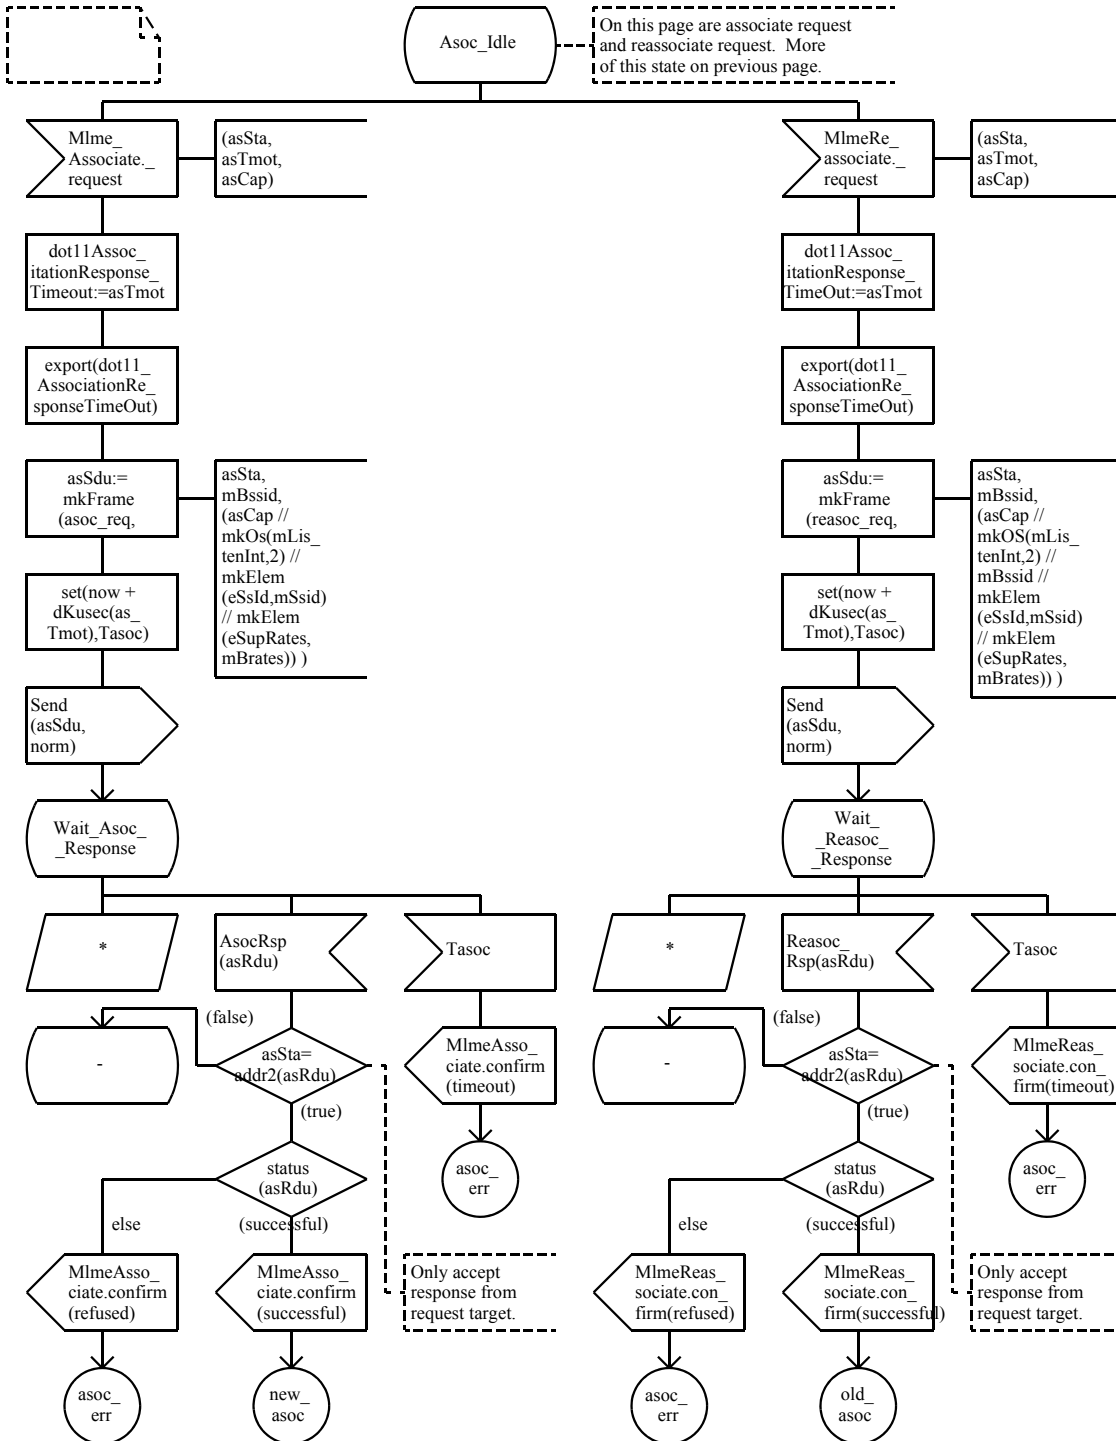 Asoc_Idle
On this page are associate request
and reassociate request.  More
of this state on previous page.
Mlme_
Associate._
request
(asSta,
asTmot,
asCap)
dot11Assoc_
itationResponse_
Timeout:=asTmot
export(dot11_
AssociationRe_
sponseTimeOut)
asSdu:=
mkFrame
(asoc_req,
asSta,
mBssid,
(asCap //
mkOs(mLis_
tenInt,2) //
mkElem
(eSsId,mSsid)
// mkElem
(eSupRates,
mBrates)) )
set(now +
dKusec(as_
Tmot),Tasoc)
Send
(asSdu,
norm)
Wait_Asoc_
_Response
*
AsocRsp
(asRdu)
Tasoc
-
(false)
asSta=
addr2(asRdu)
(true)
MlmeAsso_
ciate.confirm
(timeout)
asoc_
err
status
(asRdu)
else
(successful)
MlmeAsso_
ciate.confirm
(refused)
MlmeAsso_
ciate.confirm
(successful)
Only accept
response from
request target.
asoc_
err
new_
asoc
MlmeRe_
associate._
request
(asSta,
asTmot,
asCap)
dot11Assoc_
itationResponse_
TimeOut:=asTmot
export(dot11_
AssociationRe_
sponseTimeOut)
asSdu:=
mkFrame
(reasoc_req,
asSta,
mBssid,
(asCap //
mkOS(mLis_
tenInt,2) //
mBssid //
mkElem
(eSsId,mSsid)
// mkElem
(eSupRates,
mBrates)) )
set(now +
dKusec(as_
Tmot),Tasoc)
Send
(asSdu,
norm)
Wait_
_Reasoc_
_Response
*
Reasoc_
Rsp(asRdu)
Tasoc
-
(false)
asSta=
addr2(asRdu)
(true)
MlmeReas_
sociate.con_
firm(timeout)
asoc_
err
status
(asRdu)
else
(successful)
MlmeReas_
sociate.con_
firm(refused)
MlmeReas_
sociate.con_
firm(successful)
Only accept
response from
request target.
asoc_
err
old_
asoc